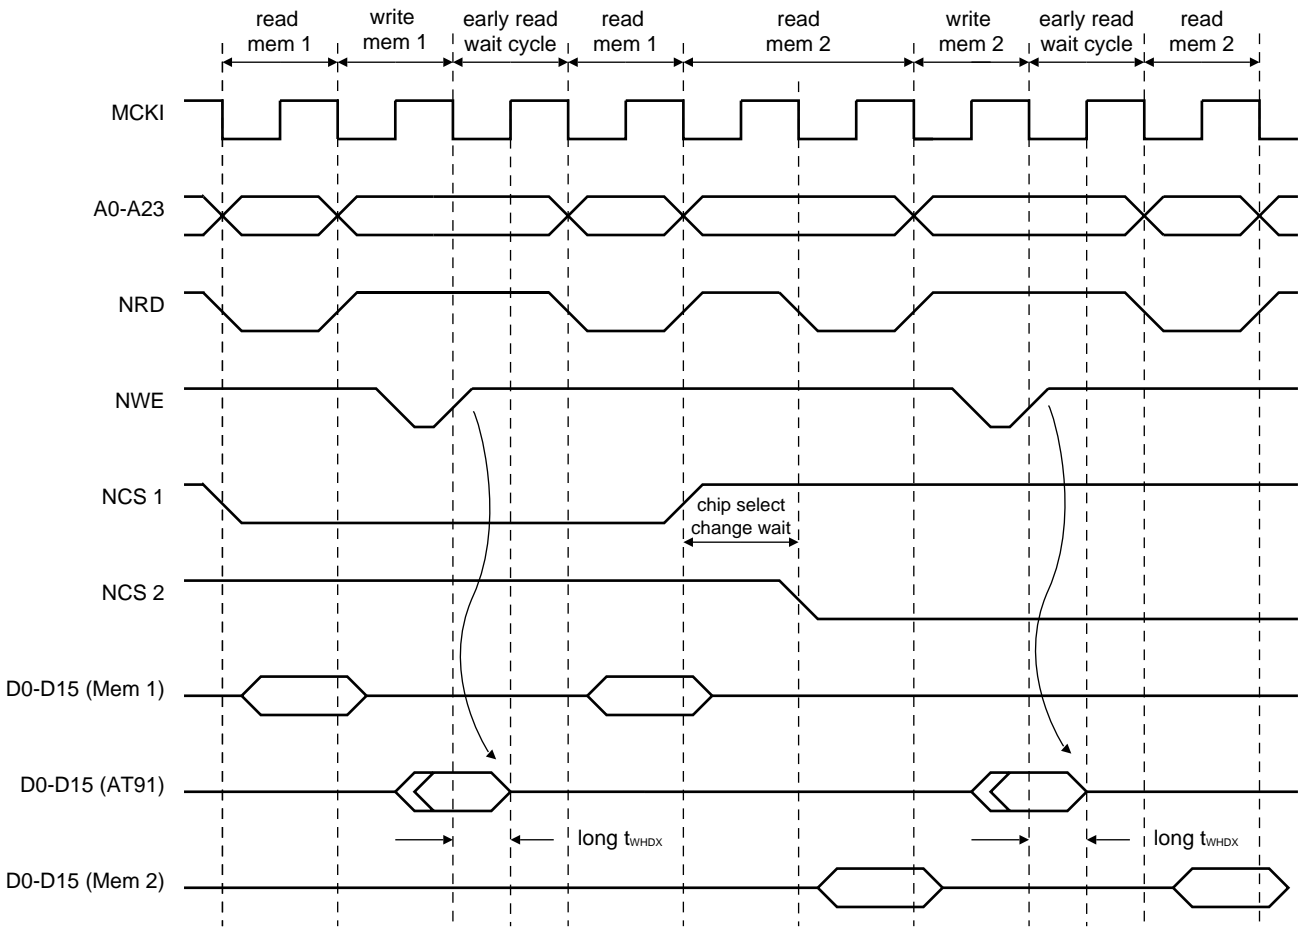 read write early read read read write early read read
mem 1 mem 1 wait cycle mem 1 mem 2 mem 2 wait cycle mem 2
MCKI
A0-A23
NRD
NWE
NCS 1
chip select
change wait
NCS 2
D0-D15 (Mem 1)
D0-D15 (AT91)
long tWHDX long tWHDX
D0-D15 (Mem 2)